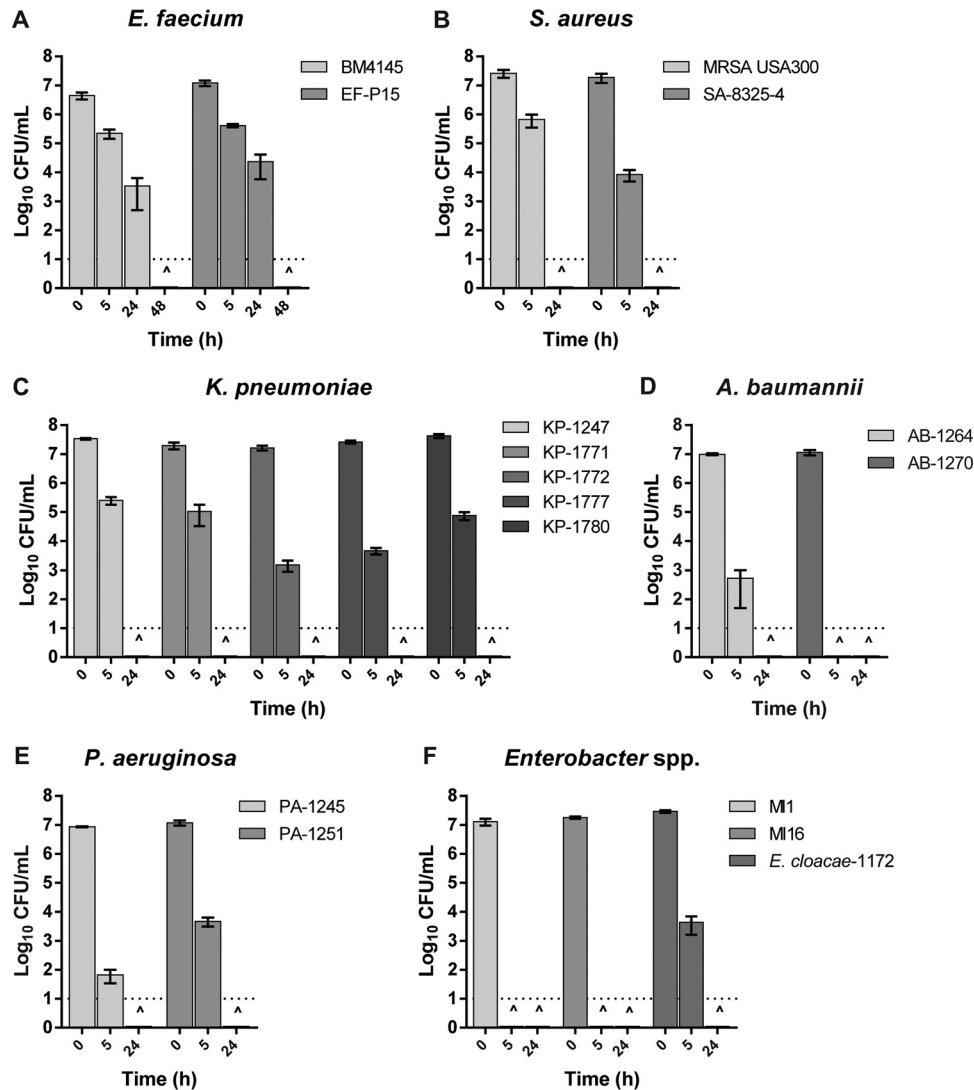 A
E. faecium
Log10 CFU/mL
7
6
5
4
3
2
1
0
^
^
0 5 24 48 0 5 24 48
Time (h)
BM4145
EF-P15
B
S. aureus
Log10 CFU/mL
7
6
5
4
3
2
1
0
^
^
0 5 24 0 5 24
Time (h)
MRSA USA300
SA-8325-4
C
K. pneumoniae
Log10 CFU/mL
8
7
6
5
4
3
2
1
0
^ ^ ^ ^ ^
0 5 24 0 5 24 0 5 24 0 5 24 0 5 24
Time (h)
KP-1247
KP-1771
KP-1772
KP-1777
KP-1780
D
A. baumannii
Log10 CFU/mL
8
7
6
5
4
3
2
1
0
^ ^ ^
0 5 24 0 5 24
Time (h)
AB-1264
AB-1270
E
P. aeruginosa
Log10 CFU/mL
8
7
6
5
4
3
2
1
0
^ ^
0 5 24 0 5 24
Time (h)
PA-1245
PA-1251
F
Enterobacter spp.
Log10 CFU/mL
8
7
6
5
4
3
2
1
0
^ ^ ^ ^ ^
0 5 24 0 5 24 0 5 24
Time (h)
MI1
MI16
E. cloacae-1172